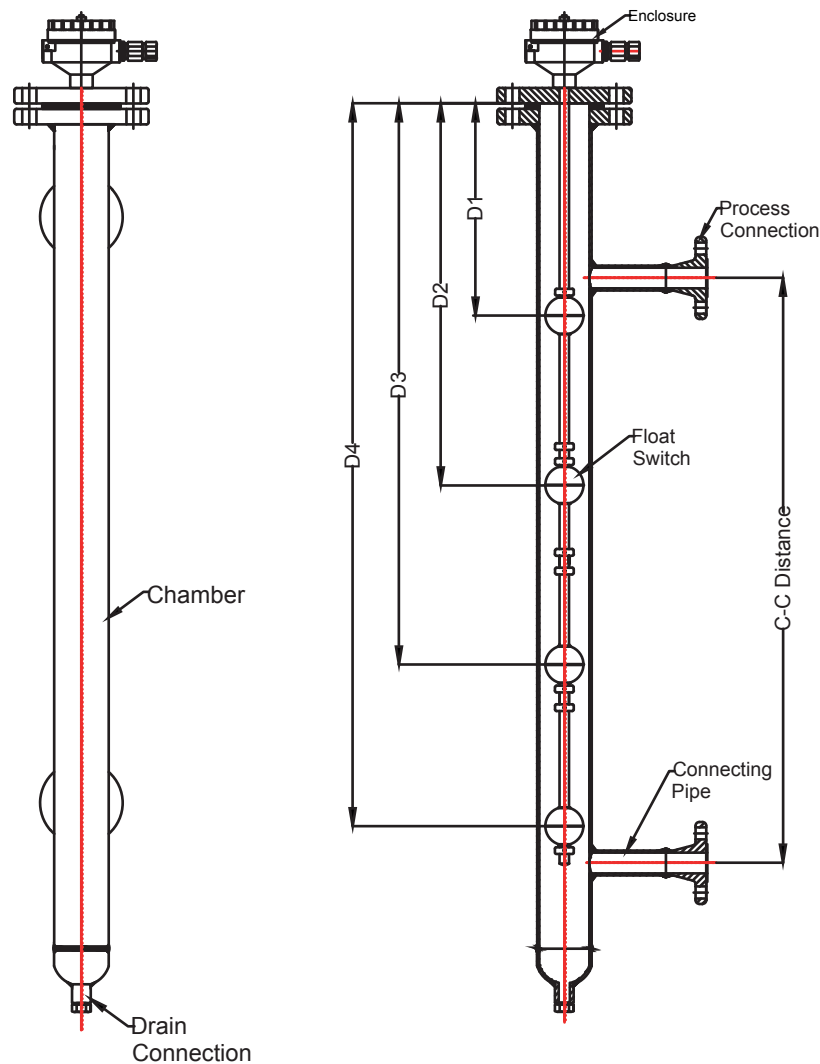 Enclosure
Process
Connection
D1
D2
D3
D4
Float
Switch
C-C Distance
Chamber
Connecting
Pipe
Drain
Connection